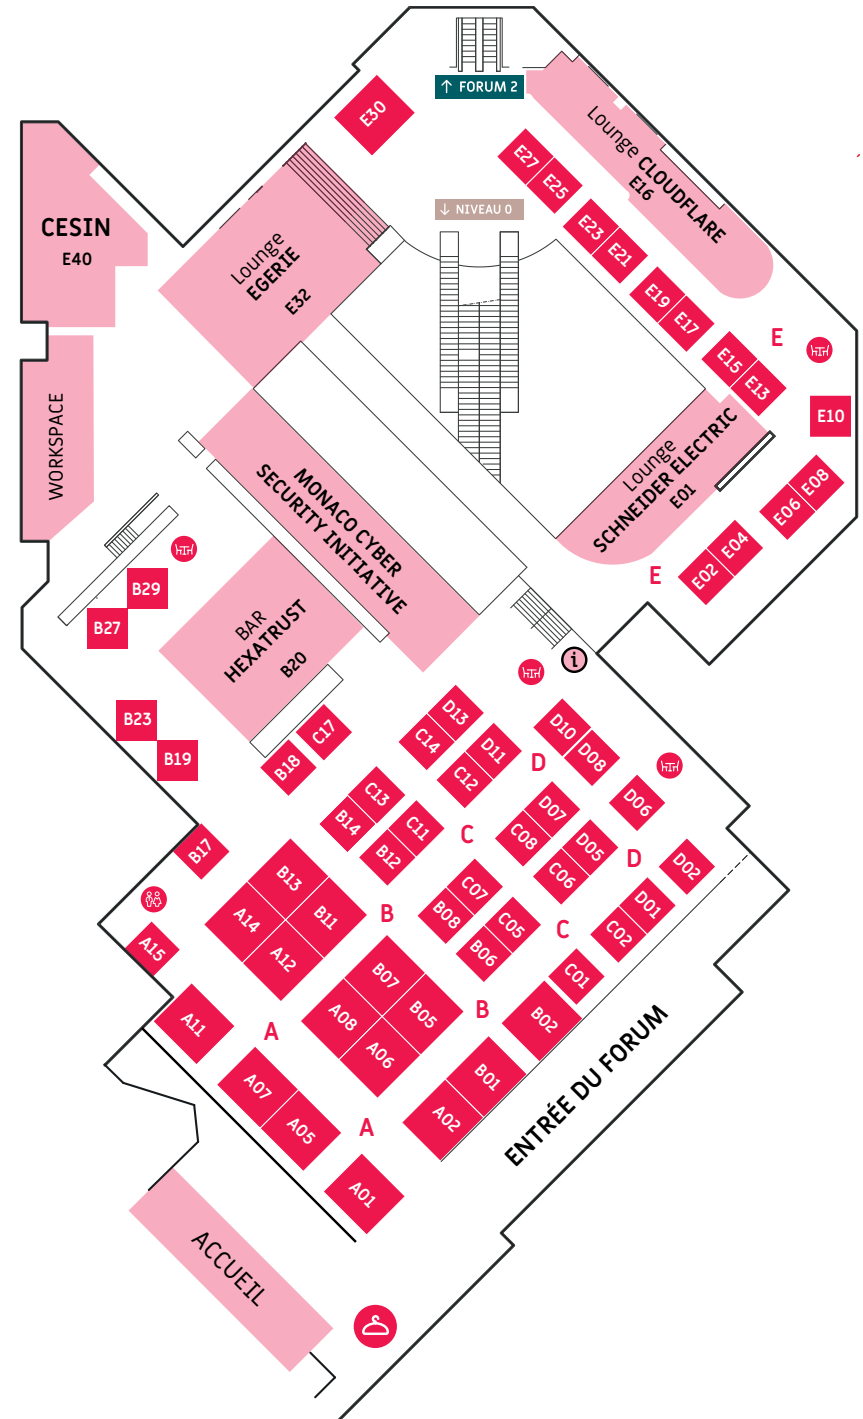 ↑ FORUM 2
E30
Lounge CLOUDFLARE
E16
E27
E25
E23
E21
E19
E17
E15
E13
E
E10
CESIN
E40
↓ NIVEAU 0
Lounge
EGERIE
E32
WORKSPACE
Lounge
SCHNEIDER ELECTRIC
E01
E08
E06
E04
E02
E
MONACO CYBER
SECURITY INITIATIVE
B29
B27
BAR
HEXATRUST
B20
i
B23
B19
C17
B18
D13
C14
D11
C12
D10
D08
D
D06
C13
B14
C11
B12
C
D07
C08
D05
C06
D
D02
D01
C02
B17
B13
B11
A14
A12
B
C07
B08
C05
B06
C
C01
B02
A15
A11
A
B07
B05
A08
A06
B
B01
A02
A07
A05
A
A01
ENTRÉE DU FORUM
ACCUEIL